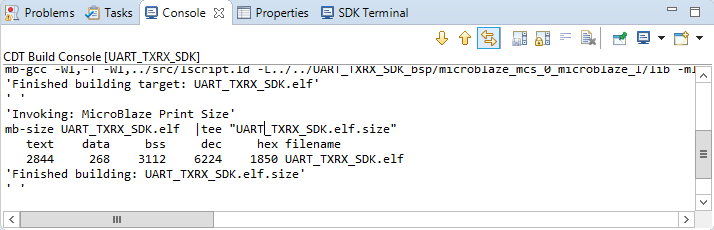 Problems Tasks Console Properties SDK Terminal
CDT Build Console [UART_TXRX_SDK]
mb-gcc -Wl,-T -Wl,../src/lscript.ld -L../../UART_TXRX_SDK_bsp/microblaze_mcs_0_microblaze_I/lib -ml
'Finished building target: UART_TXRX_SDK.elf'
' '
'Invoking: MicroBlaze Print Size'
mb-size UART_TXRX_SDK.elf  |tee "UART_TXRX_SDK.elf.size"
   text    data     bss     dec     hex filename
   2844     268    3112    6224    1850 UART_TXRX_SDK.elf
'Finished building: UART_TXRX_SDK.elf.size'
' '